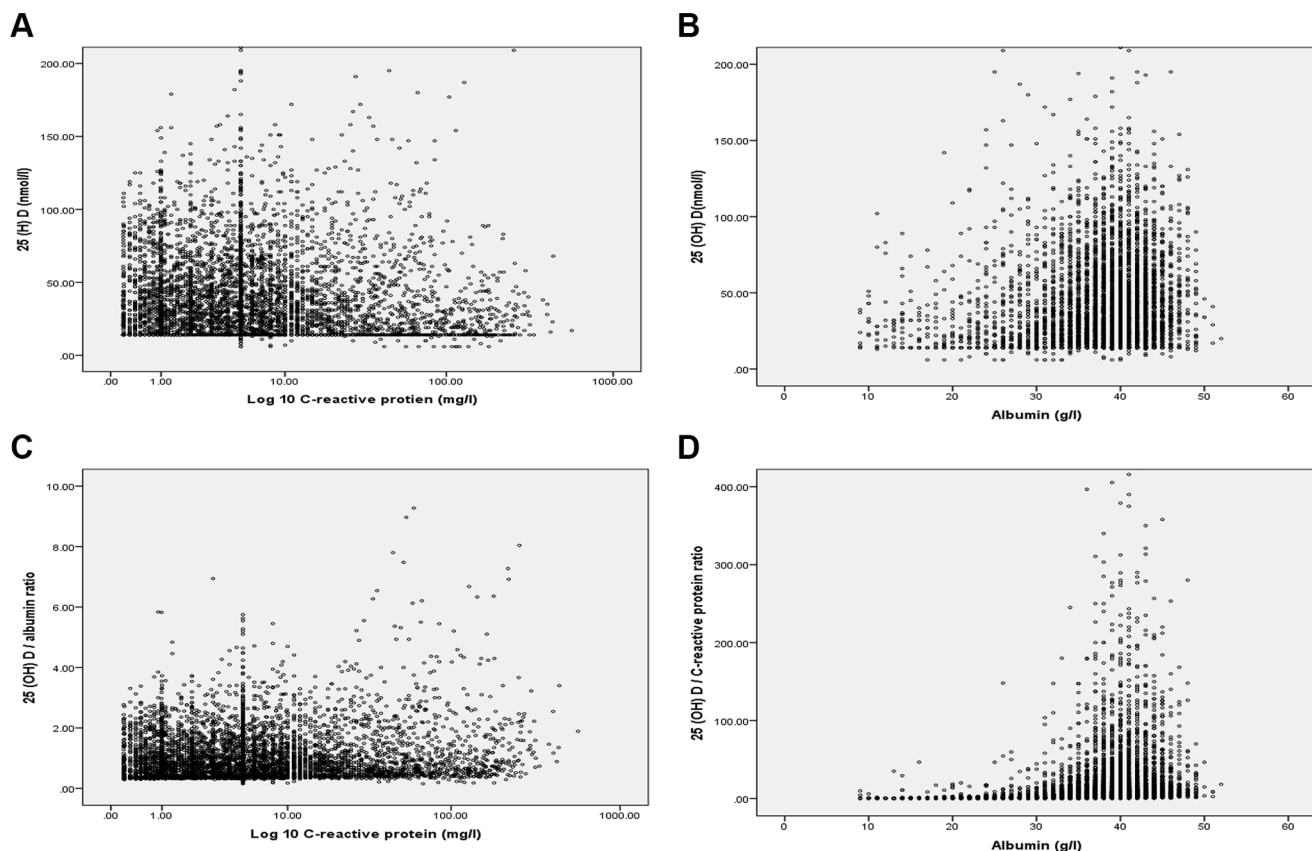 A
B
25 (H) D (nmol/l)
200.00
150.00
100.00
50.00
.00
.00 1.00 10.00 100.00 1000.00
Log 10 C-reactive protien (mg/l)
25 (OH) D(nmol/l)
200.00
150.00
100.00
50.00
.00
0 10 20 30 40 50 60
Albumin (g/l)
C
D
25 (OH) D / albumin ratio
10.00
8.00
6.00
4.00
2.00
.00
.00 1.00 10.00 100.00 1000.00
Log 10 C-reactive protein (mg/l)
25 (OH) D / C-reactive protein ratio
400.00
300.00
200.00
100.00
.00
0 10 20 30 40 50 60
Albumin (g/l)